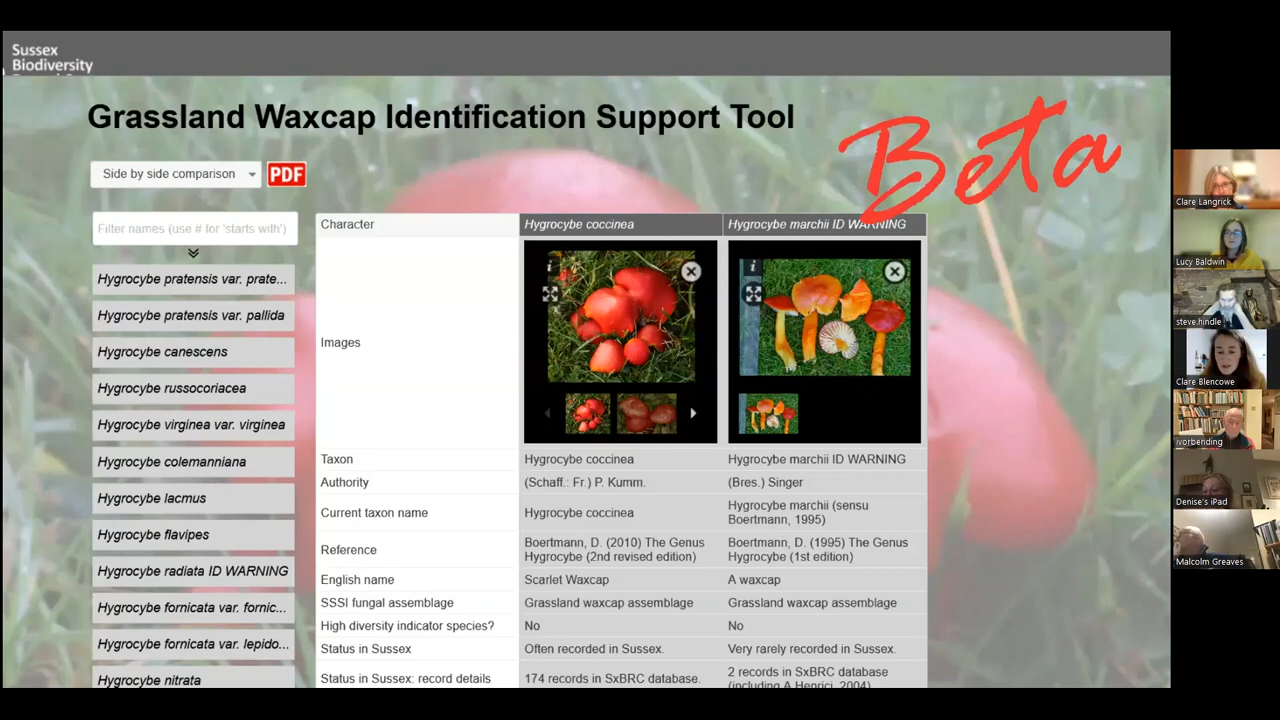 Sussex
Biodiversity
Grassland Waxcap Identification Support Tool
Beta
Side by side comparison
PDF
Filter names (use # for 'starts with')
Hygrocybe pratensis var. prate...
Hygrocybe pratensis var. pallida
Hygrocybe canescens
Hygrocybe russocoriacea
Hygrocybe virginea var. virginea
Hygrocybe colemanniana
Hygrocybe lacmus
Hygrocybe flavipes
Hygrocybe radiata ID WARNING
Hygrocybe fornicata var. fornic...
Hygrocybe fornicata var. lepido...
Hygrocybe nitrata
Character Hygrocybe coccinea Hygrocybe marchii ID WARNING
Images
Taxon Hygrocybe coccinea Hygrocybe marchii ID WARNING
Authority (Schaff.: Fr.) P. Kumm. (Bres.) Singer
Current taxon name Hygrocybe coccinea Hygrocybe marchii (sensu
Boertmann, 1995)
Reference Boertmann, D. (2010) The Genus Boertmann, D. (1995) The Genus
Hygrocybe (2nd revised edition) Hygrocybe (1st edition)
English name Scarlet Waxcap A waxcap
SSSI fungal assemblage Grassland waxcap assemblage Grassland waxcap assemblage
High diversity indicator species? No No
Status in Sussex Often recorded in Sussex. Very rarely recorded in Sussex.
Status in Sussex: record details 174 records in SxBRC database. 2 records in SxBRC database
(including A.Henrici, 2004)
Clare Langrick
Lucy Baldwin
steve.hindle
Clare Blencowe
ivorbending
Denise's iPad
Malcolm Greaves